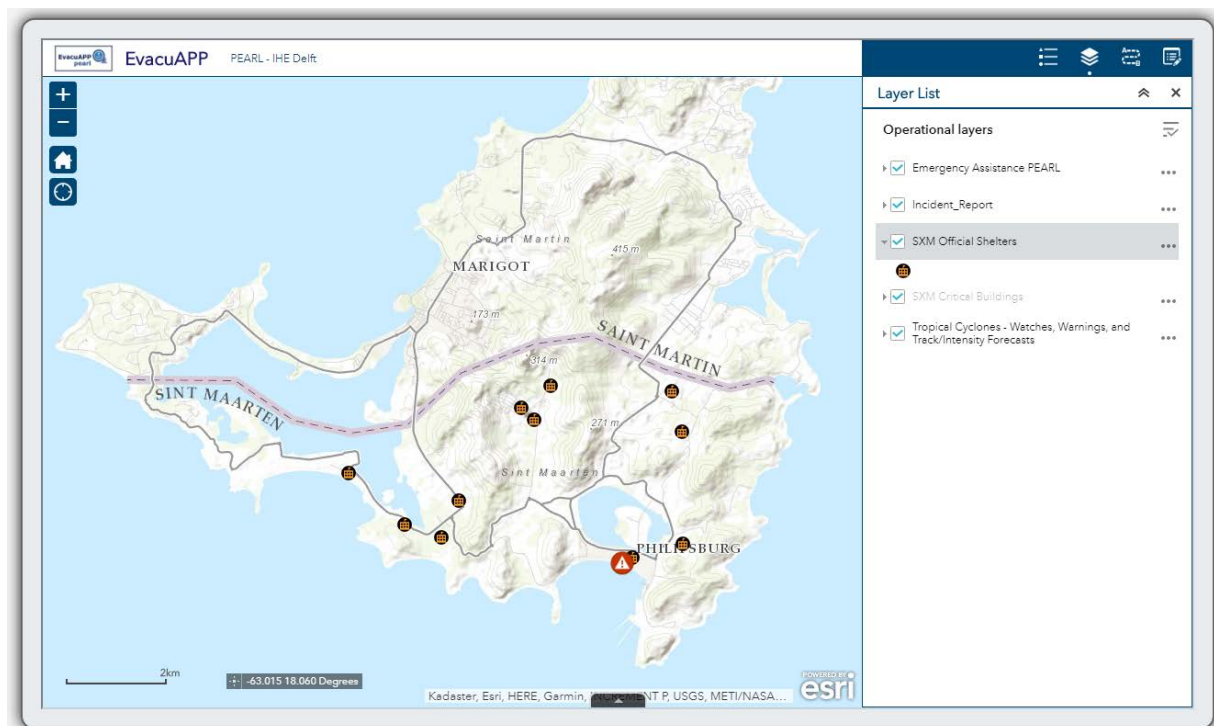 EvacuAPP
pearl
EvacuAPP
PEARL - IHE Delft
Layer List
Operational layers
Emergency Assistance PEARL
Incident_Report
SXM Official Shelters
SXM Critical Buildings
Tropical Cyclones - Watches, Warnings, and
Track/Intensity Forecasts
Saint Martin
415 m
MARIGOT
173 m
SAINT MARTIN
314 m
SINT MAARTEN
271 m
Sint Maarten
PHILIPSBURG
2km
-63.015 18.060 Degrees
Kadaster, Esri, HERE, Garmin, INCREMENT P, USGS, METI/NASA...
POWERED BY
esri